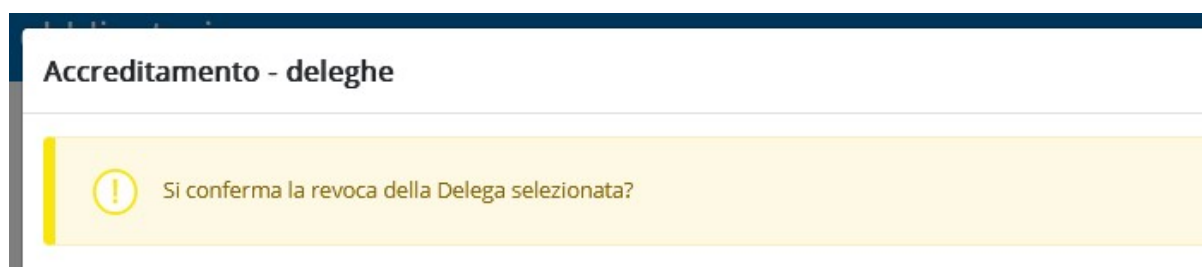 Accreditamento - deleghe
Si conferma la revoca della Delega selezionata?